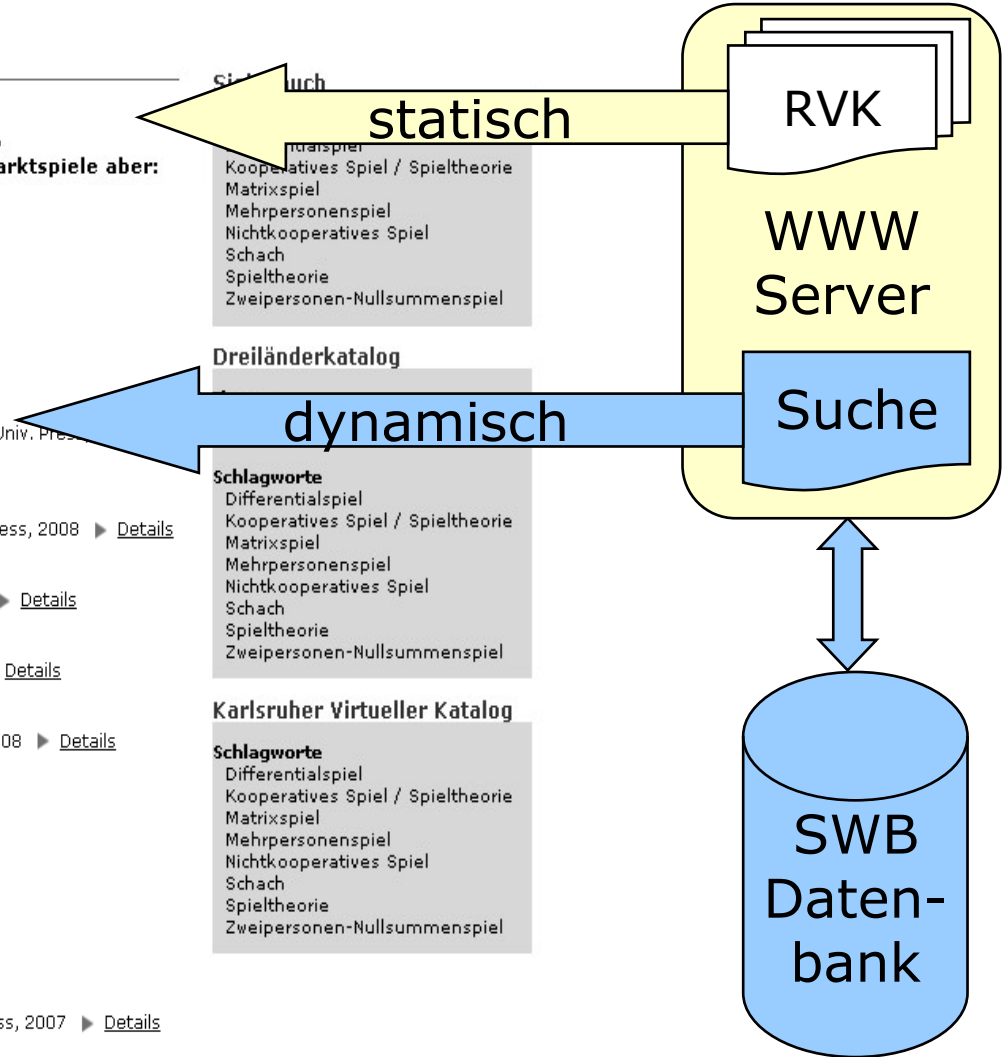 statisch
arktspiele aber:
Kooperatives Spiel / Spieltheorie
Matrixspiel
Mehrpersonenspiel
Nichtkooperatives Spiel
Schach
Spieltheorie
Zweipersonen-Nullsummenspiel
Dreiländerkatalog
dynamisch
Univ. Press,
Schlagworte
Differentialspiel
Kooperatives Spiel / Spieltheorie
Matrixspiel
Mehrpersonenspiel
Nichtkooperatives Spiel
Schach
Spieltheorie
Zweipersonen-Nullsummenspiel
ess, 2008 ▶ Details
▶ Details
Details
08 ▶ Details
Karlsruher Virtueller Katalog
Schlagworte
Differentialspiel
Kooperatives Spiel / Spieltheorie
Matrixspiel
Mehrpersonenspiel
Nichtkooperatives Spiel
Schach
Spieltheorie
Zweipersonen-Nullsummenspiel
ss, 2007 ▶ Details
RVK
WWW
Server
Suche
SWB
Daten-
bank